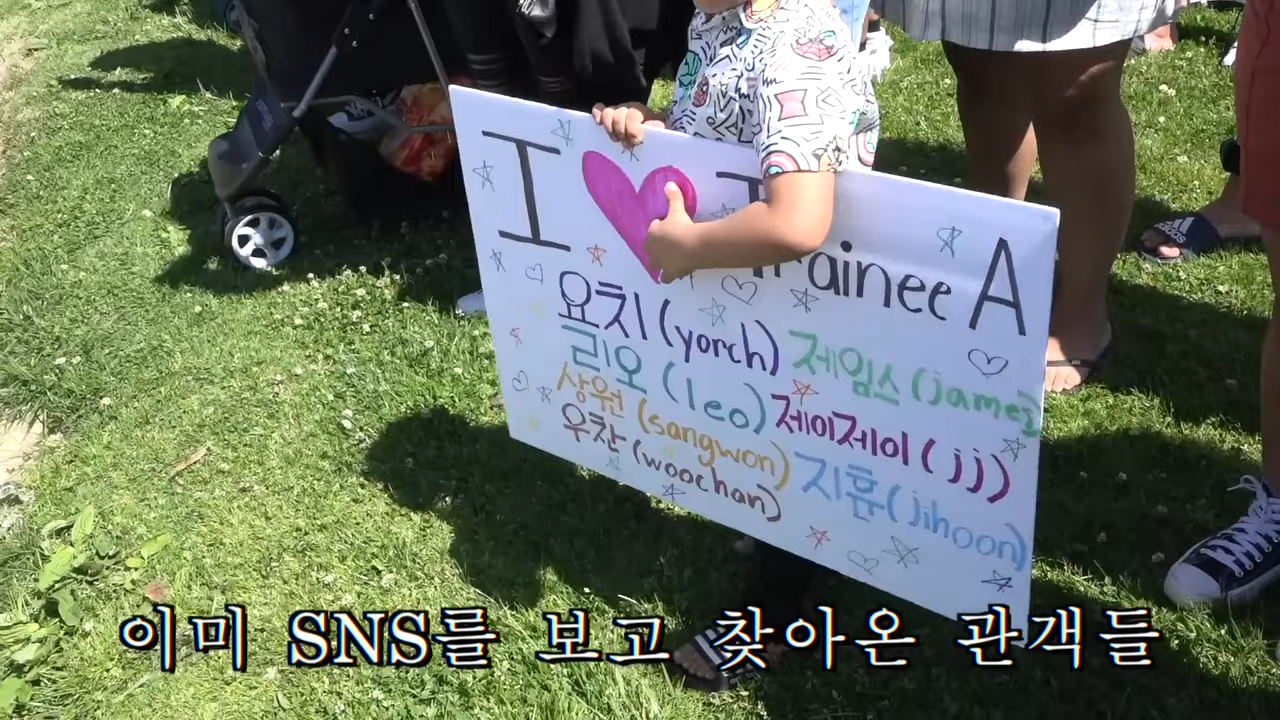 I ♥ Trainee A
요치 (yorch) 제임스 (james)
리오 (leo) 제이제이 (jj)
상원 (sangwon) 지훈 (jihoon)
우찬 (woochan)
adidas
이미 SNS를 보고 찾아온 관객들